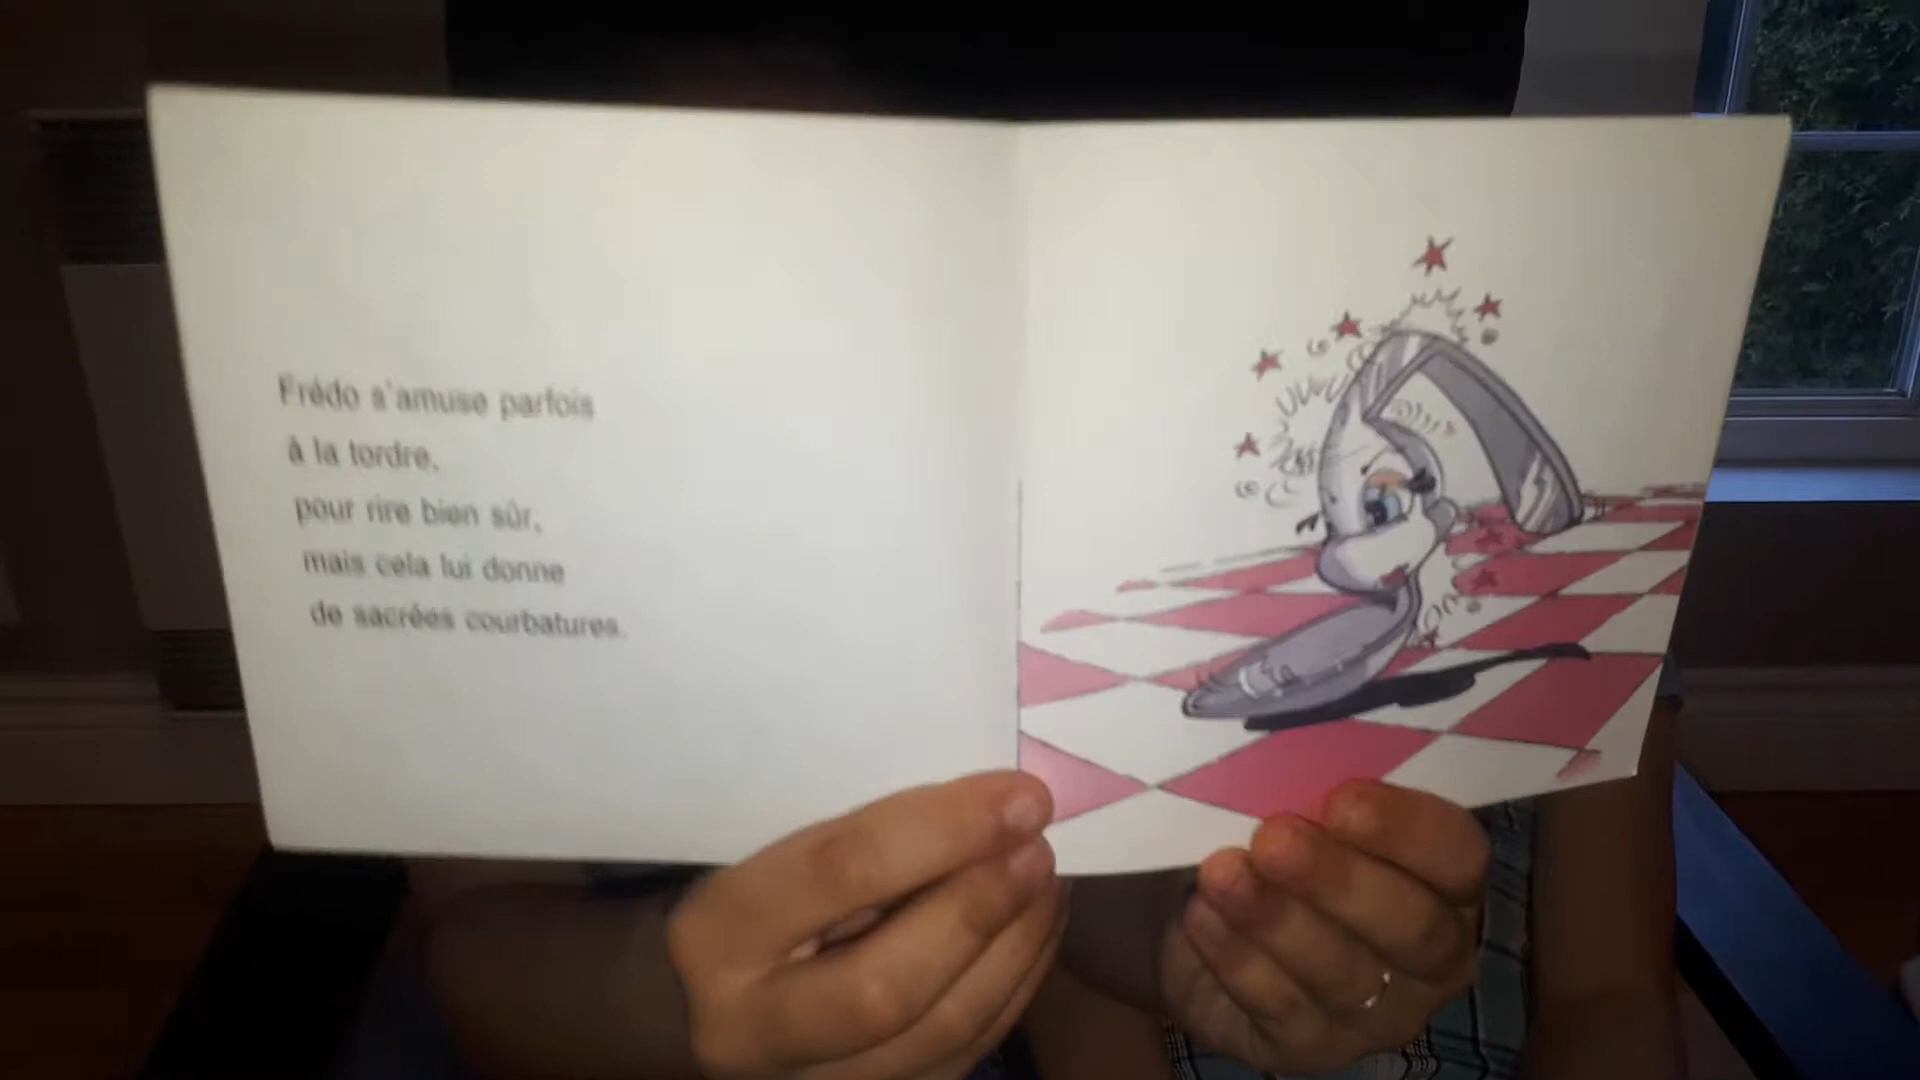 Frédo s'amuse parfois
à la tordre,
pour rire bien sûr,
mais cela lui donne
de sacrées courbatures.